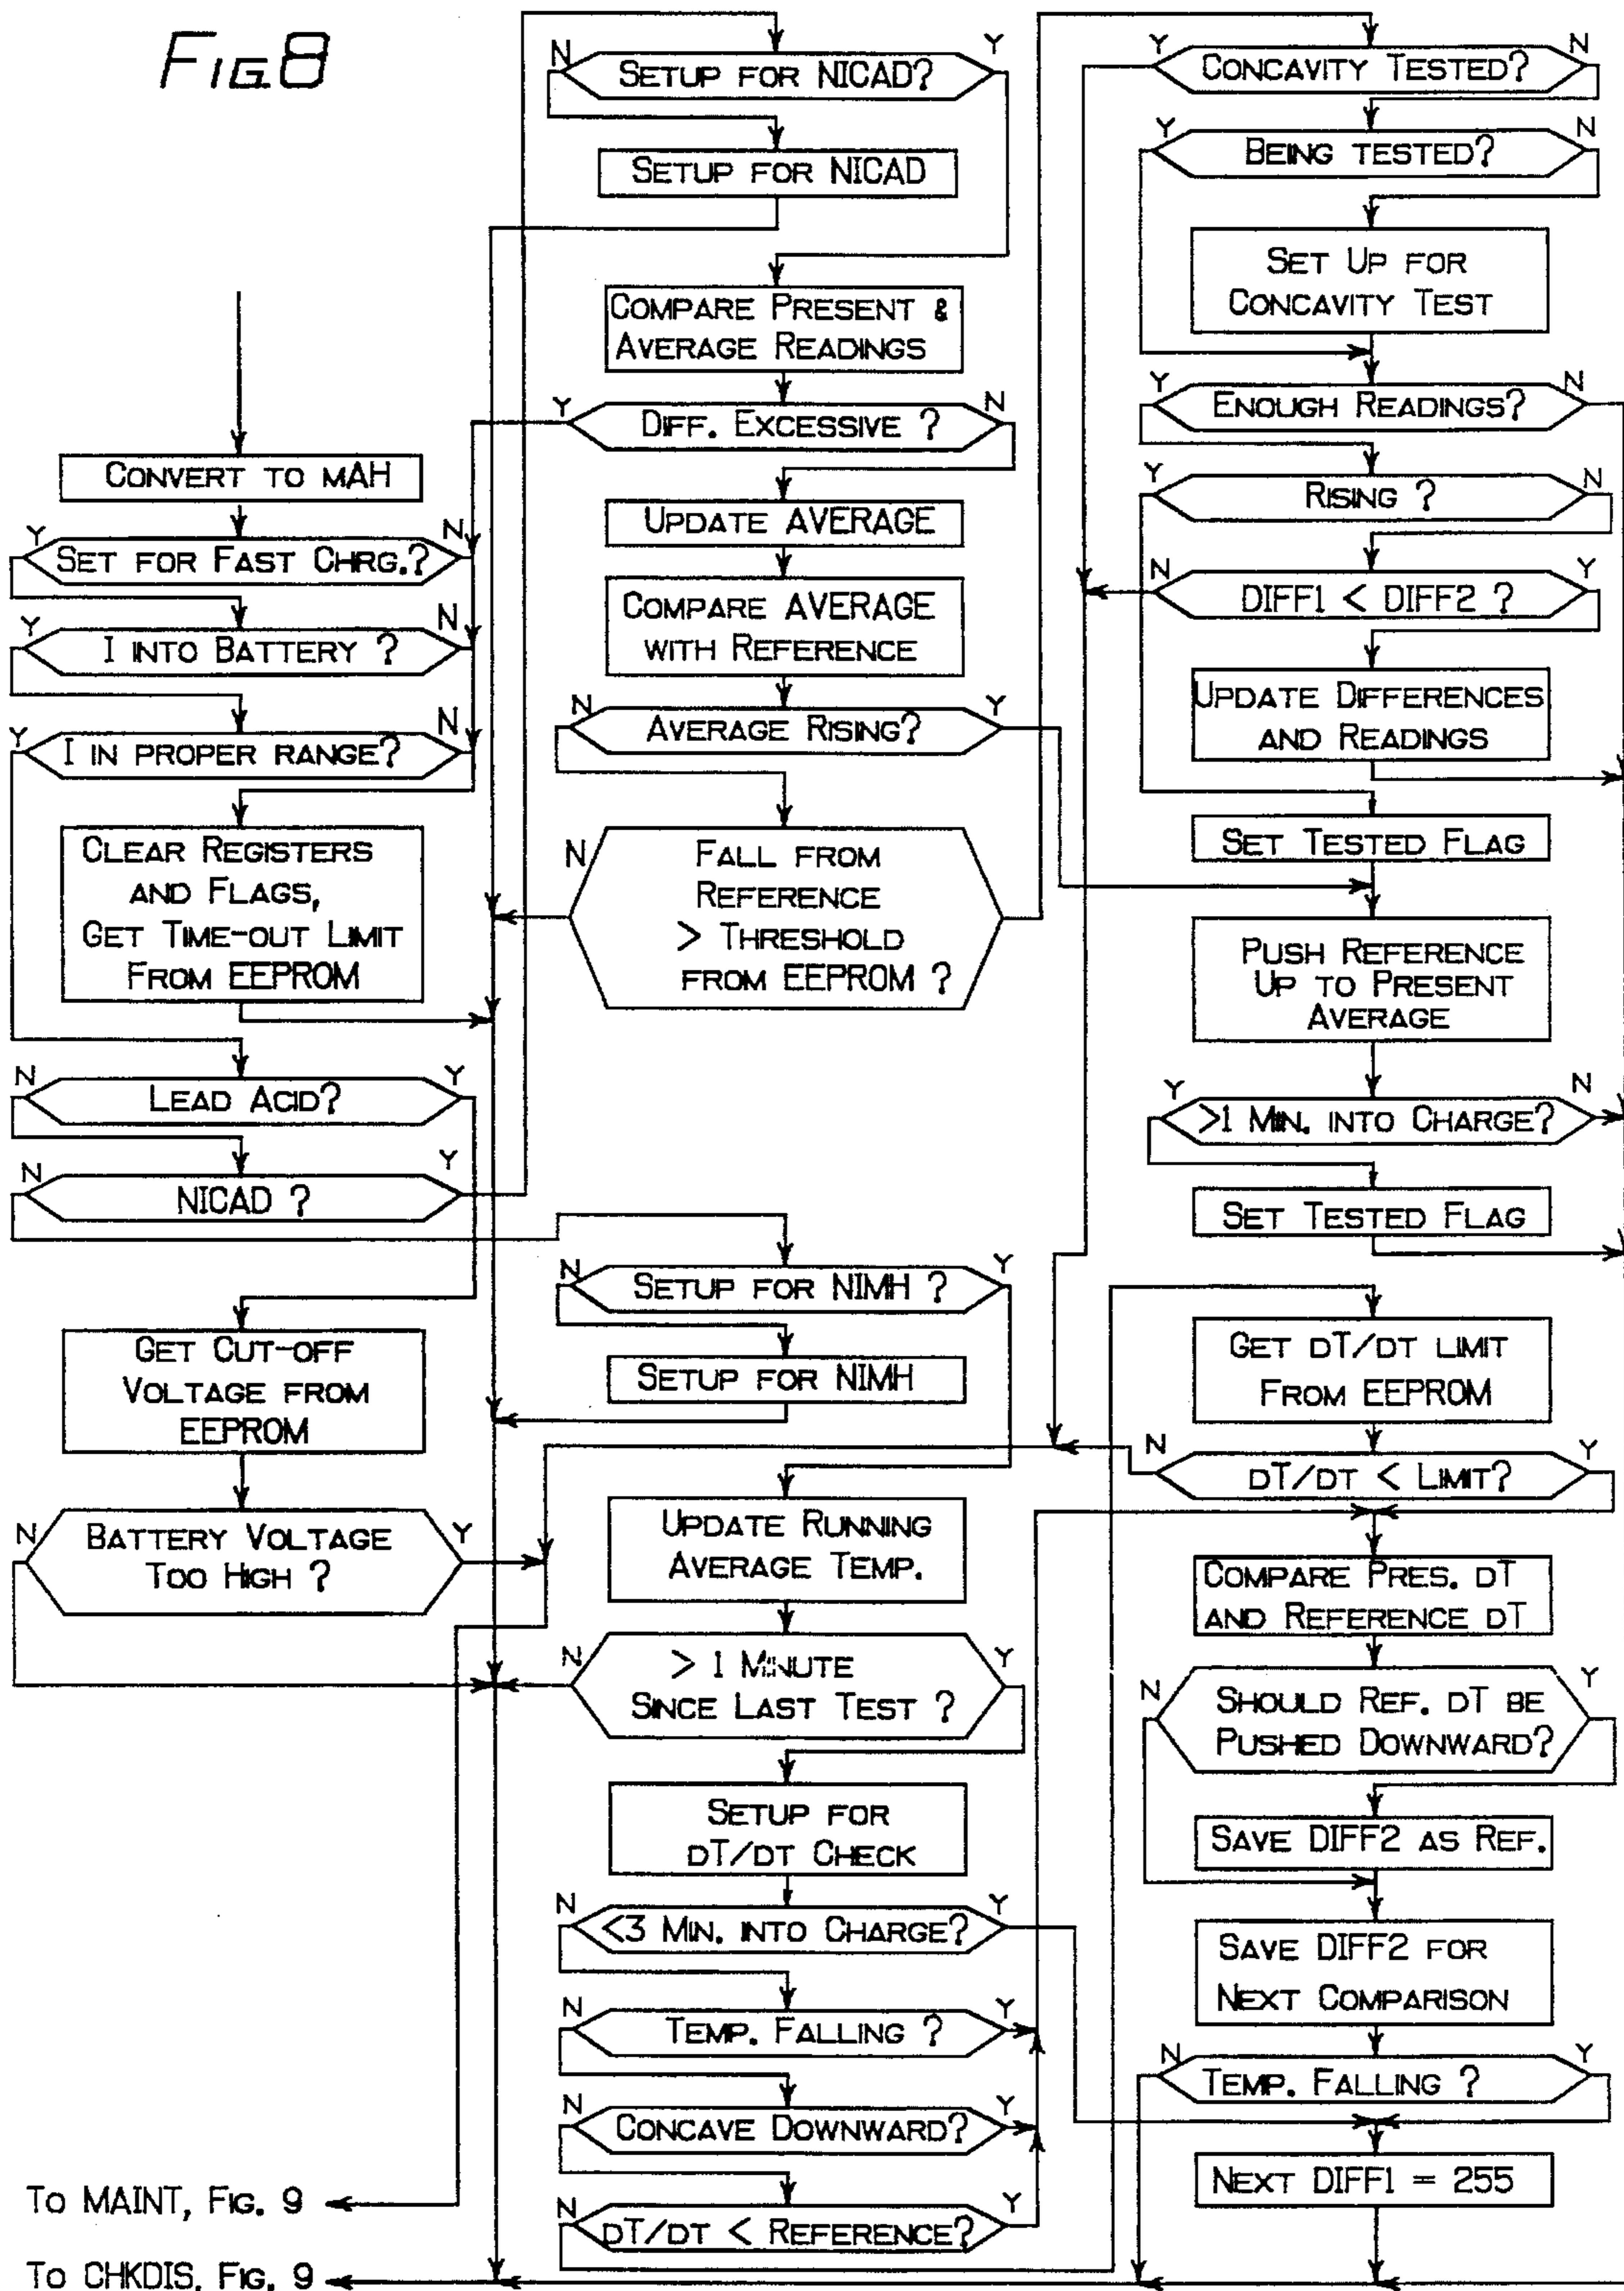 FIG.8
CONVERT TO MAH
Y
N
SET FOR FAST CHRG.?
Y
N
I INTO BATTERY ?
Y
N
I IN PROPER RANGE?
CLEAR REGISTERS
AND FLAGS,
GET TIME-OUT LIMIT
FROM EEPROM
N
Y
LEAD ACID?
N
Y
NICAD ?
GET CUT-OFF
VOLTAGE FROM
EEPROM
N
Y
BATTERY VOLTAGE
TOO HIGH ?
TO MAINT, FIG. 9
TO CHKDIS, FIG. 9
N
Y
SETUP FOR NICAD?
SETUP FOR NICAD
COMPARE PRESENT &
AVERAGE READINGS
Y
N
DIFF. EXCESSIVE ?
UPDATE AVERAGE
COMPARE AVERAGE
WITH REFERENCE
N
Y
AVERAGE RISING?
N
FALL FROM
REFERENCE
> THRESHOLD
FROM EEPROM ?
N
Y
SETUP FOR NIMH ?
SETUP FOR NIMH
UPDATE RUNNING
AVERAGE TEMP.
N
Y
> 1 MINUTE
SINCE LAST TEST ?
SETUP FOR
DT/DT CHECK
N
Y
<3 MIN. INTO CHARGE?
N
Y
TEMP. FALLING ?
N
Y
CONCAVE DOWNWARD?
N
Y
DT/DT < REFERENCE?
Y
N
CONCAVITY TESTED?
Y
N
BEING TESTED?
SET UP FOR
CONCAVITY TEST
Y
N
ENOUGH READINGS?
Y
N
RISING ?
N
Y
DIFF1 < DIFF2 ?
UPDATE DIFFERENCES
AND READINGS
SET TESTED FLAG
PUSH REFERENCE
UP TO PRESENT
AVERAGE
Y
N
>1 MIN. INTO CHARGE?
SET TESTED FLAG
GET DT/DT LIMIT
FROM EEPROM
N
Y
DT/DT < LIMIT?
COMPARE PRES. DT
AND REFERENCE DT
N
Y
SHOULD REF. DT BE
PUSHED DOWNWARD?
SAVE DIFF2 AS REF.
SAVE DIFF2 FOR
NEXT COMPARISON
N
Y
TEMP. FALLING ?
NEXT DIFF1 = 255